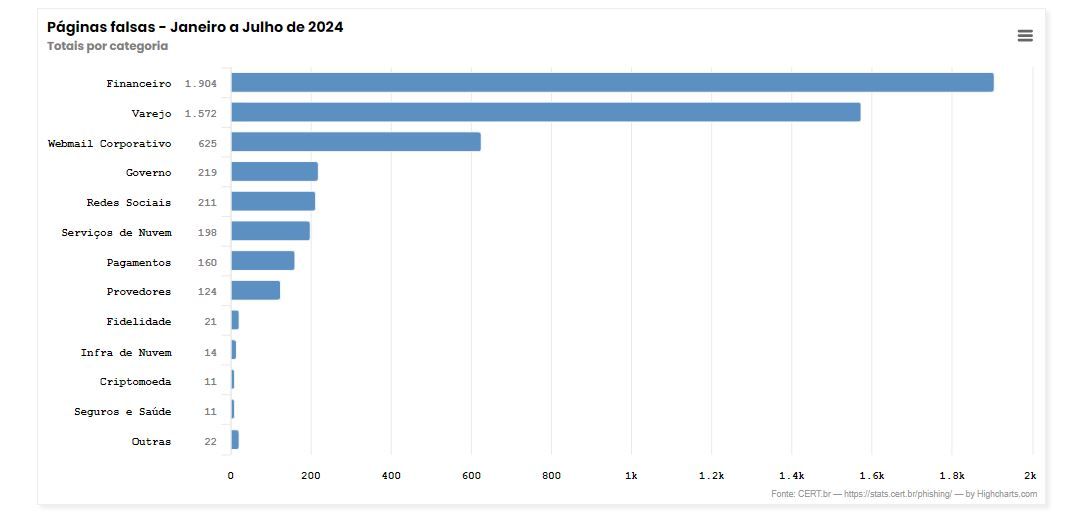 Páginas falsas - Janeiro a Julho de 2024
Totais por categoria
Financeiro 1.904
Varejo 1.572
Webmail Corporativo 625
Governo 219
Redes Sociais 211
Serviços de Nuvem 198
Pagamentos 160
Provedores 124
Fidelidade 21
Infra de Nuvem 14
Criptomoeda 11
Seguros e Saúde 11
Outras 22
0 200 400 600 800 1k 1.2k 1.4k 1.6k 1.8k 2k
Fonte: CERT.br — https://stats.cert.br/phishing/ — by Highcharts.com